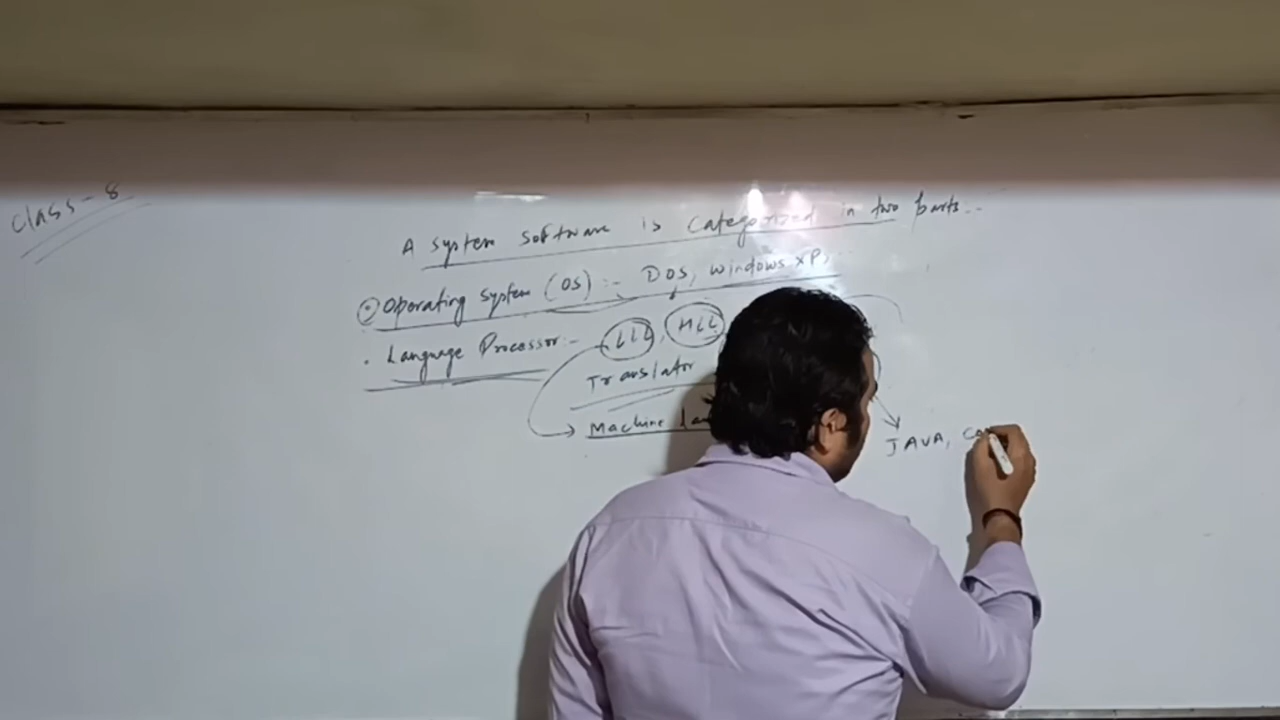 Class-8
A system software is categorized in two parts..
Operating system (OS):- DOS, windows XP,
. Language Processor:- LLL, HLL
Translator
Machine
JAVA,